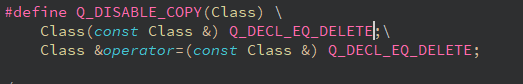 #define Q_DISABLE_COPY(Class) \
    Class(const Class &) Q_DECL_EQ_DELETE;\
    Class &operator=(const Class &) Q_DECL_EQ_DELETE;